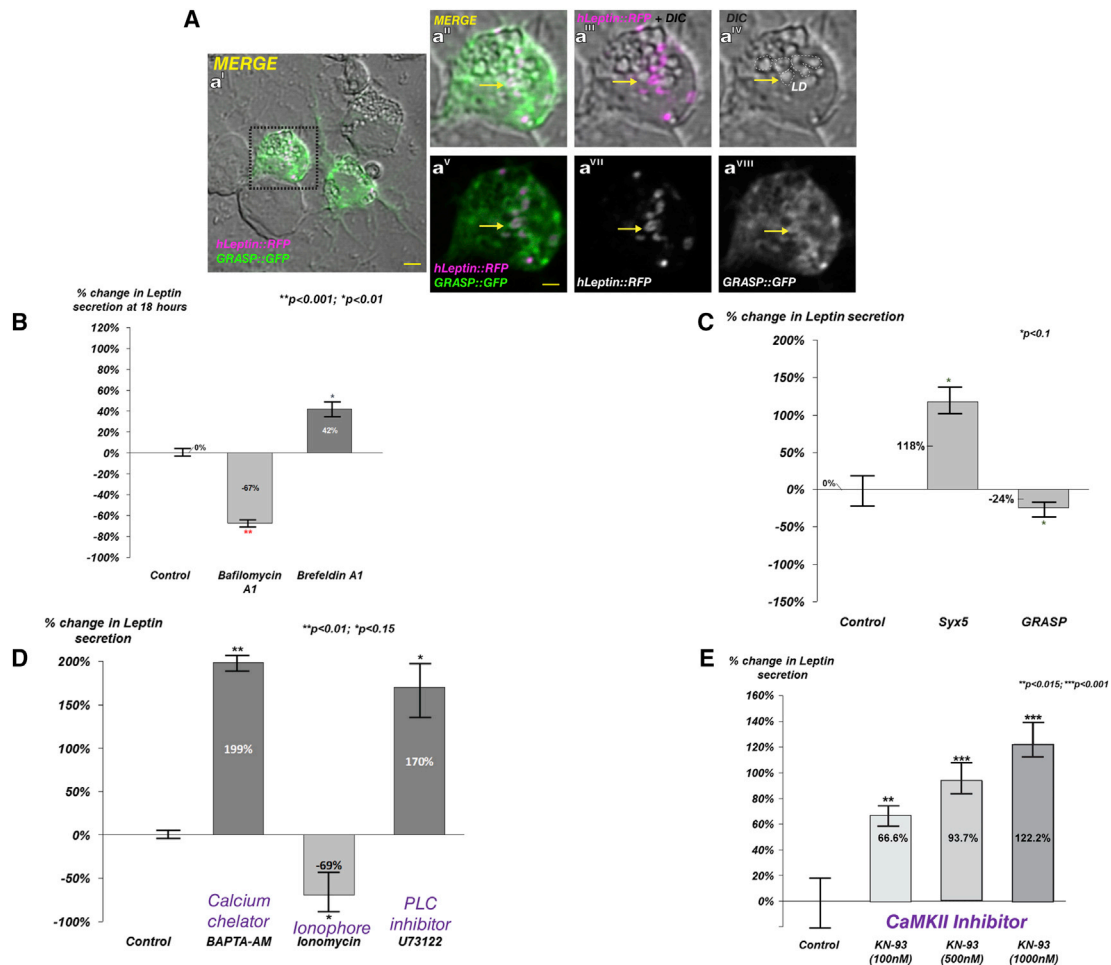 A
MERGE
aI
hLeptin::RFP
GRASP::GFP
MERGE
aII
hLeptin::RFP + DIC
aIII
DIC
aIV
LD
aV
hLeptin::RFP
GRASP::GFP
aVII
hLeptin::RFP
aVIII
GRASP::GFP
B
% change in Leptin
secretion at 18 hours
**p<0.001; *p<0.01
120%
100%
80%
60%
40%
20%
0%
-20%
-40%
-60%
-80%
-100%
0%
-67%
**
*
42%
Control
Bafilomycin
A1
Brefeldin A1
C
% change in Leptin secretion
*p<0.1
200%
150%
100%
50%
0%
-50%
-100%
-150%
0%
*
118%
-24%
*
Control
Syx5
GRASP
D
% change in Leptin
secretion
**p<0.01; *p<0.15
200%
150%
100%
50%
0%
-50%
-100%
**
199%
-69%
*
*
170%
Calcium
chelator
Ionophore
PLC
inhibitor
Control
BAPTA-AM
Ionomycin
U73122
E
% change in Leptin
secretion
**p<0.015; ***p<0.001
160%
140%
120%
100%
80%
60%
40%
20%
0%
**
66.6%
***
93.7%
***
122.2%
CaMKII Inhibitor
Control
KN-93
(100nM)
KN-93
(500nM)
KN-93
(1000nM)